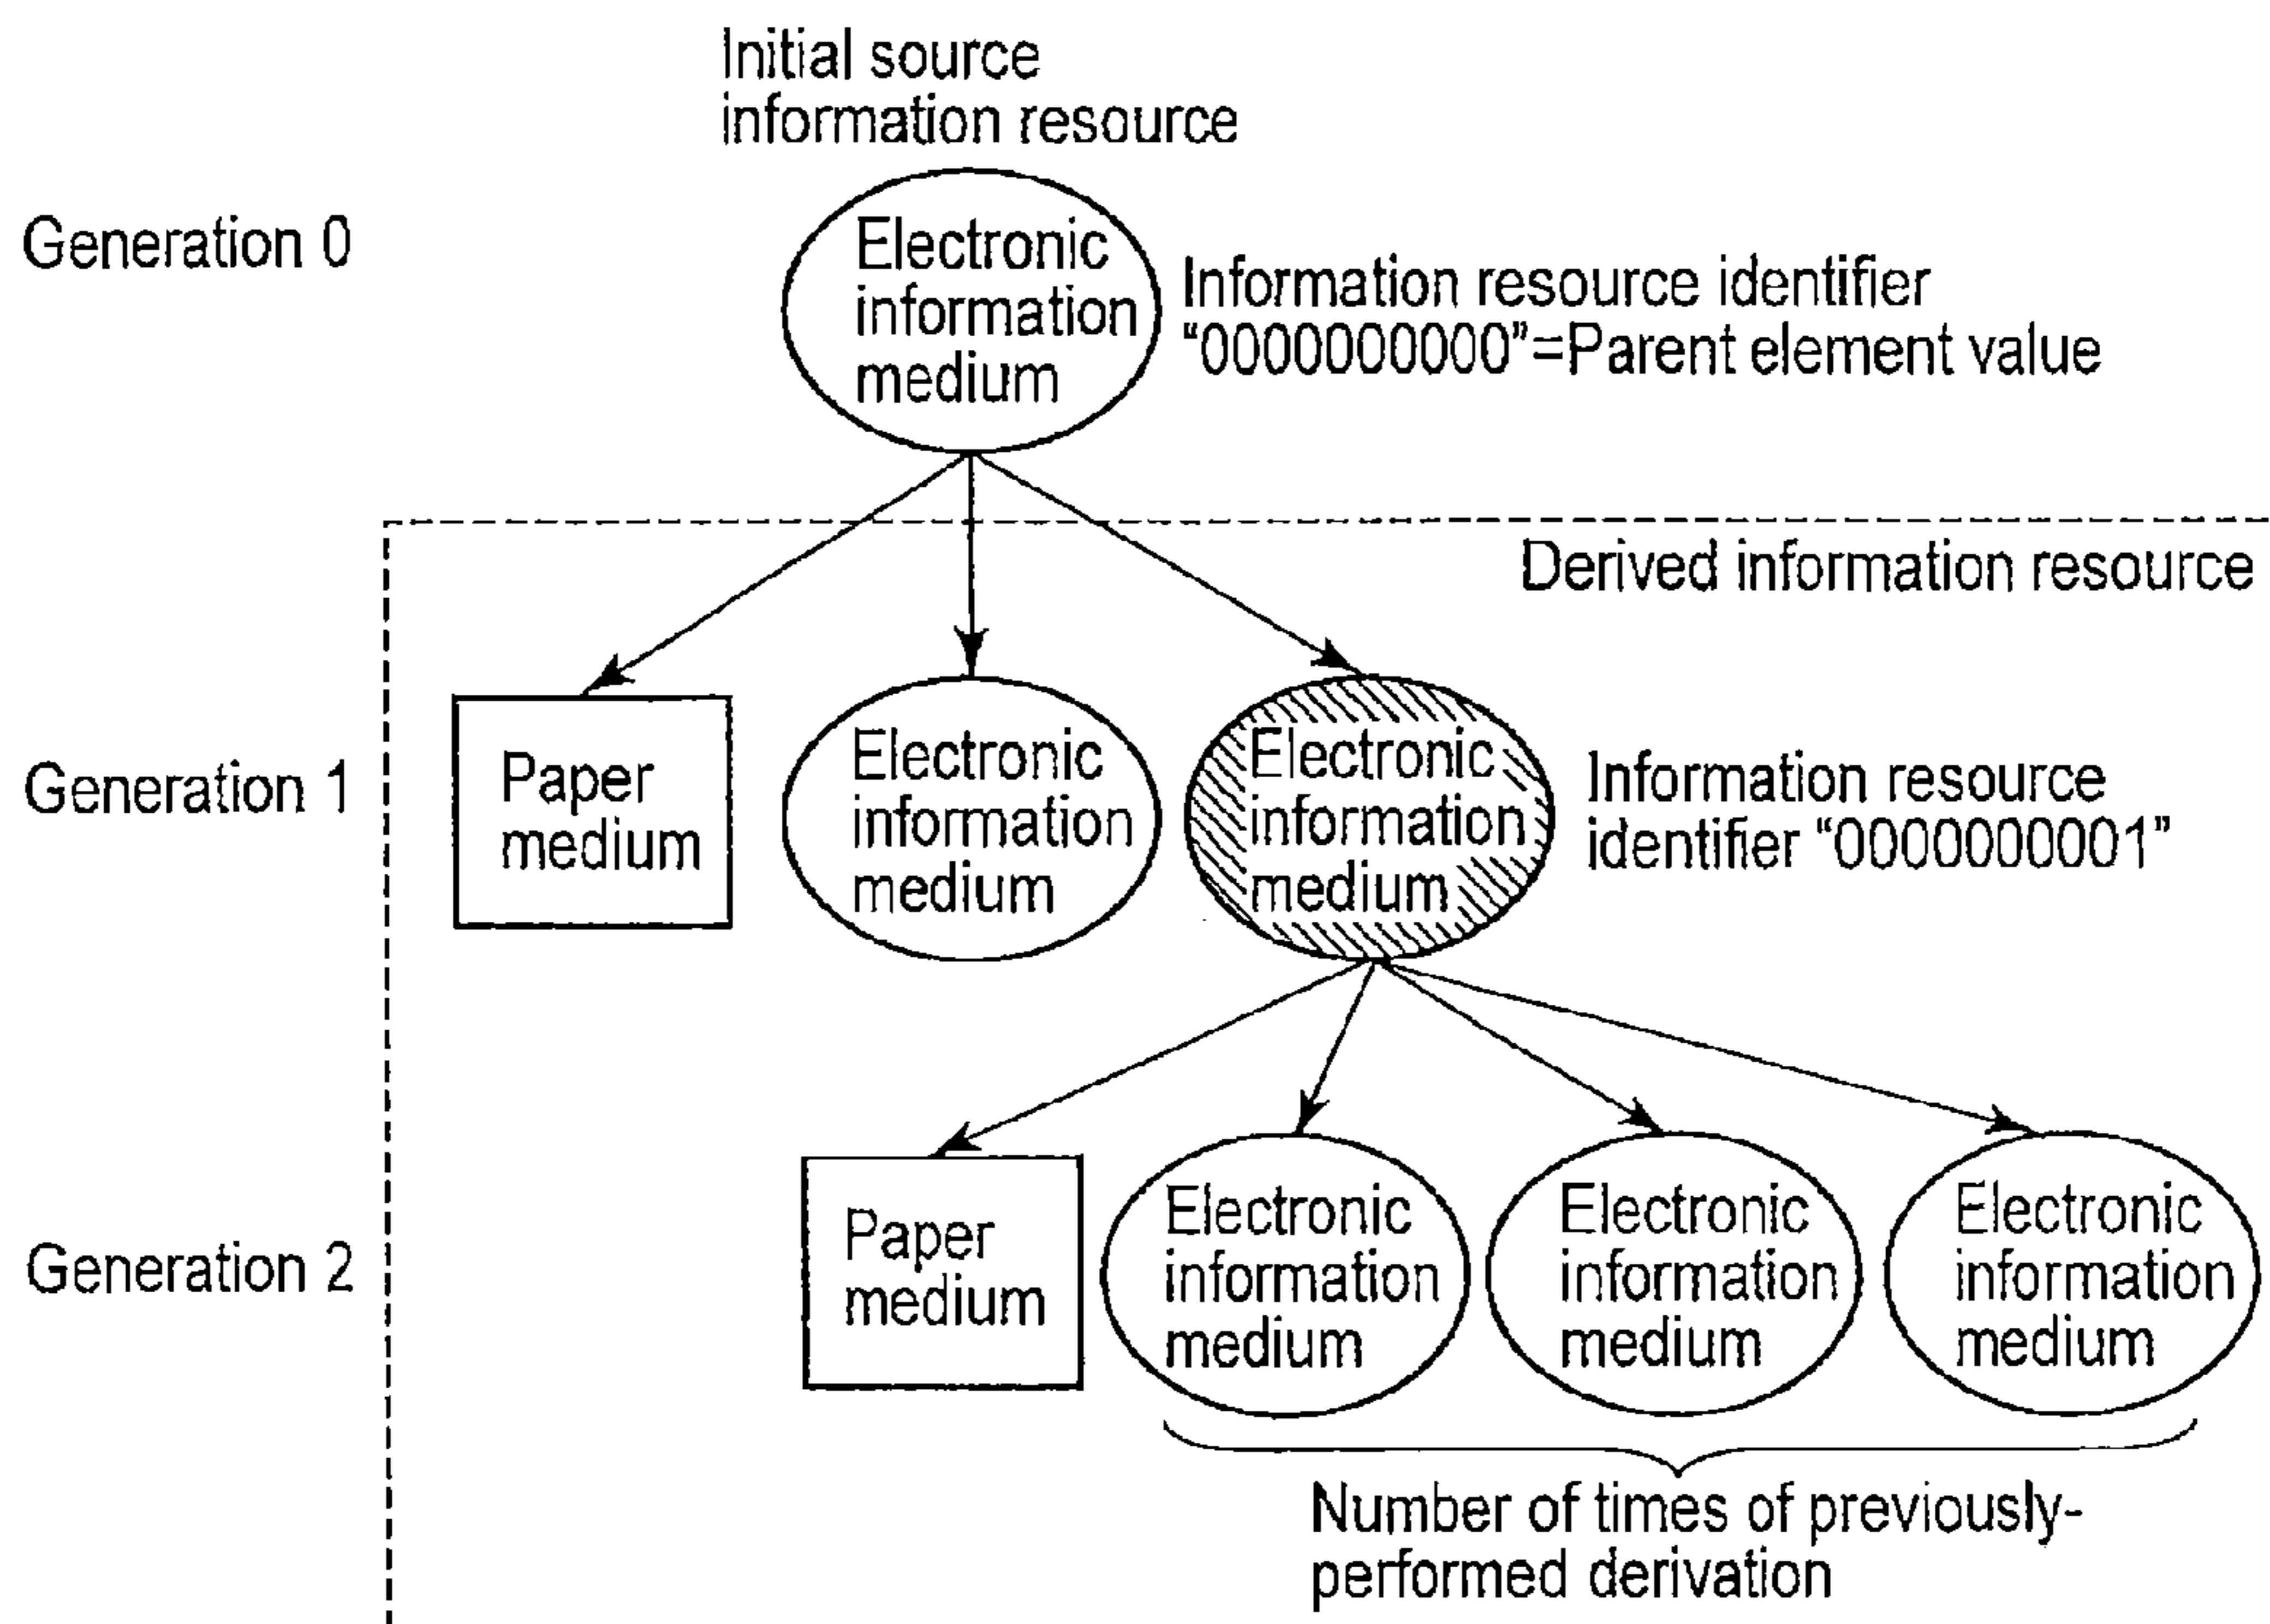 Initial source
information resource
Generation 0
Electronic
information
medium
Information resource identifier
“0000000000”=Parent element value
Derived information resource
Generation 1
Paper
medium
Electronic
information
medium
Electronic
information
medium
Information resource
identifier “0000000001”
Generation 2
Paper
medium
Electronic
information
medium
Electronic
information
medium
Electronic
information
medium
Number of times of previously-
performed derivation